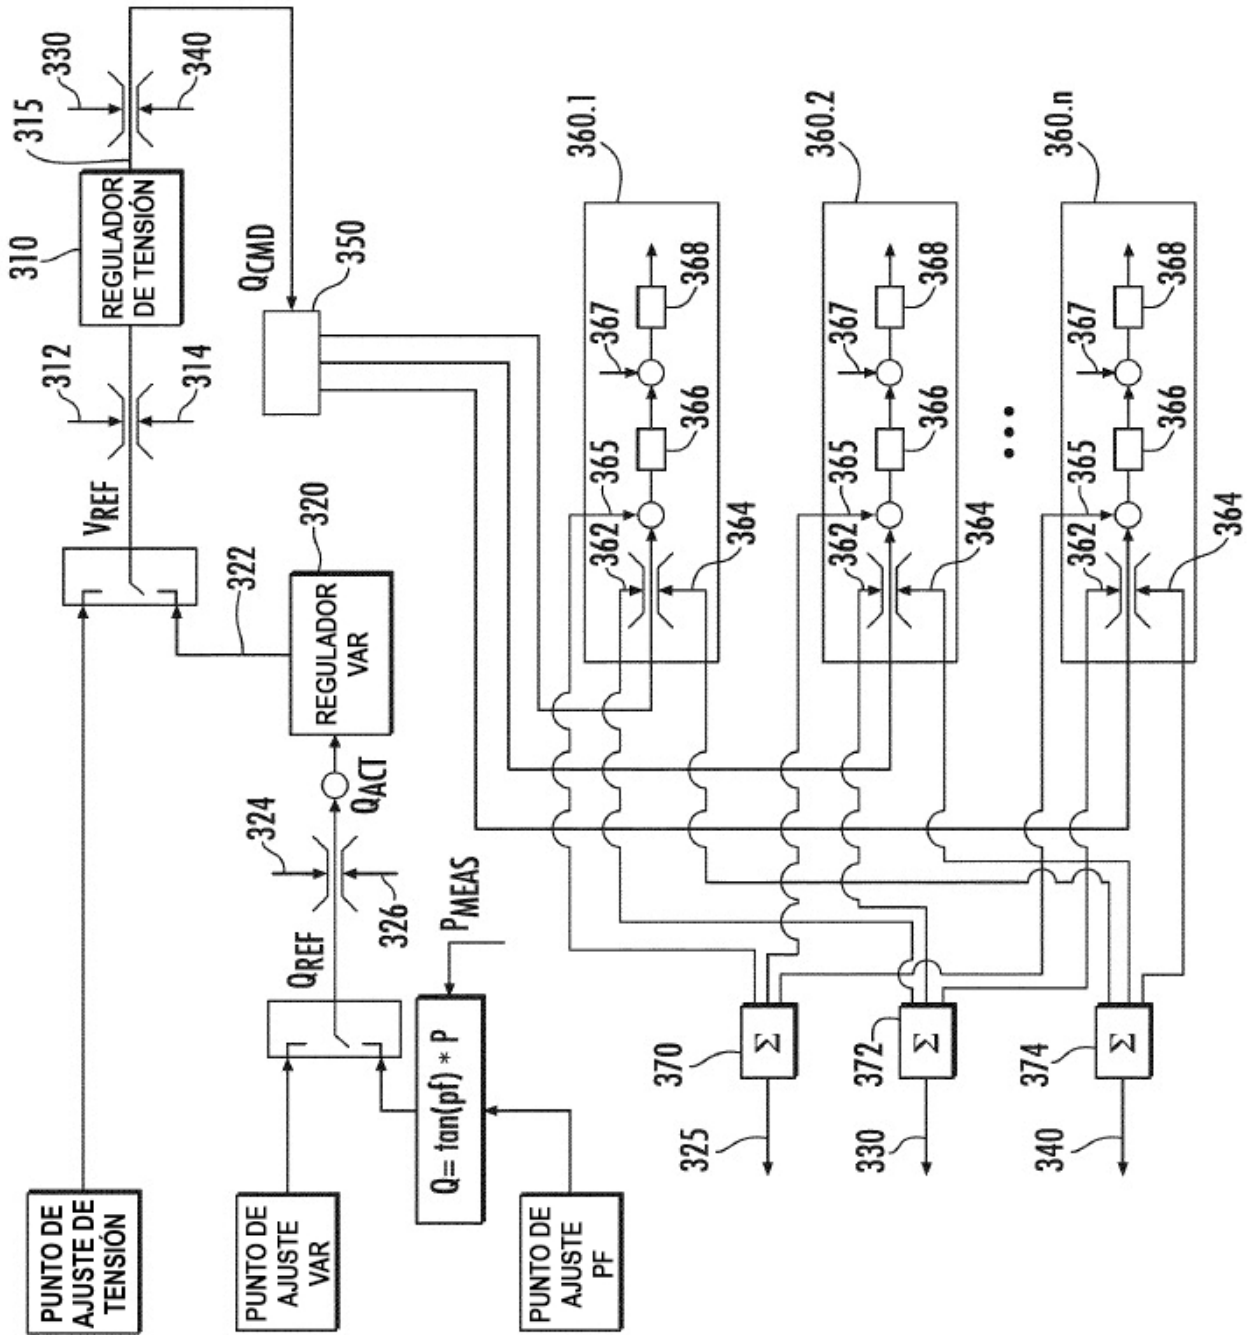 PUNTO DE
AJUSTE DE
TENSIÓN
PUNTO DE
AJUSTE
VAR
PUNTO DE
AJUSTE
PF
Q= tan(pf) * P
PMEAS
QREF
324
326
QACT
REGULADOR
VAR
320
322
VREF
312
314
310
REGULADOR
DE TENSIÓN
315
330
340
QCMD
350
360.1
362
364
365
366
367
368
360.2
362
364
365
366
367
368
360.n
362
364
365
366
367
368
370
Σ
325
372
Σ
330
374
Σ
340